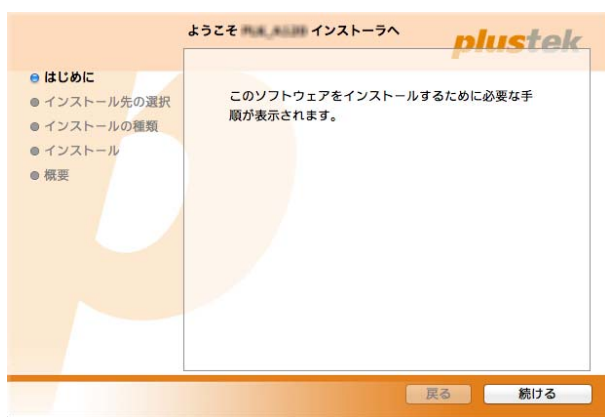 ようこそ インストーラへ
plustek
はじめに
インストール先の選択
インストールの種類
インストール
概要
このソフトウェアをインストールするために必要な手
順が表示されます。
戻る
続ける